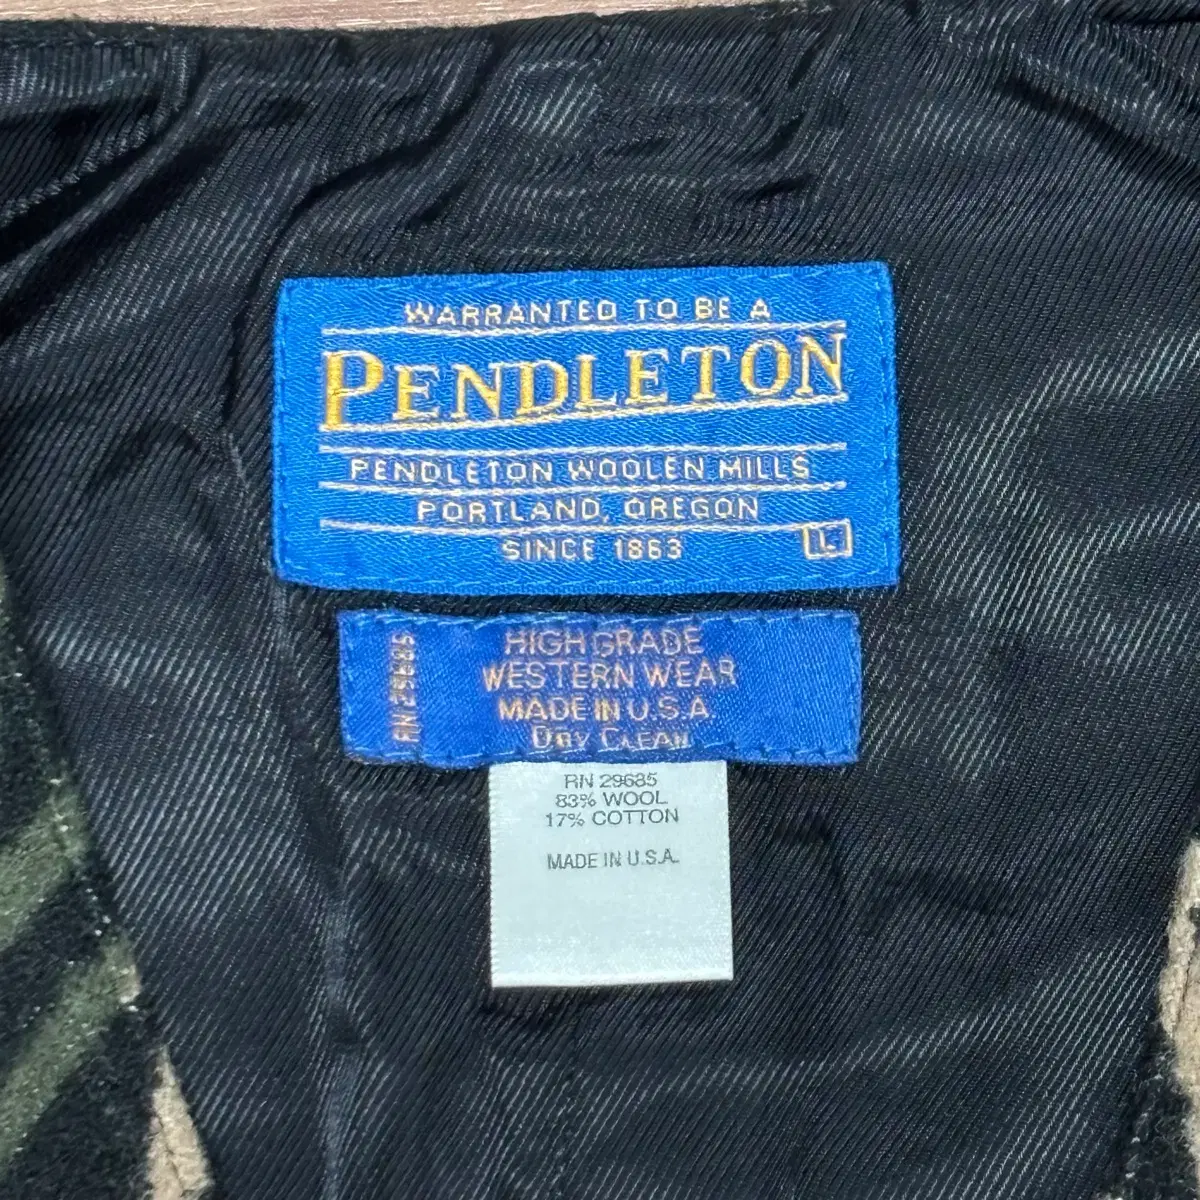 WARRANTED TO BE A
PENDLETON
PENDLETON WOOLEN MILLS
PORTLAND, OREGON
SINCE 1863
L
RN 29685
HIGH GRADE
WESTERN WEAR
MADE IN U.S.A.
DRY CLEAN
RN 29685
83% WOOL
17% COTTON
MADE IN U.S.A.